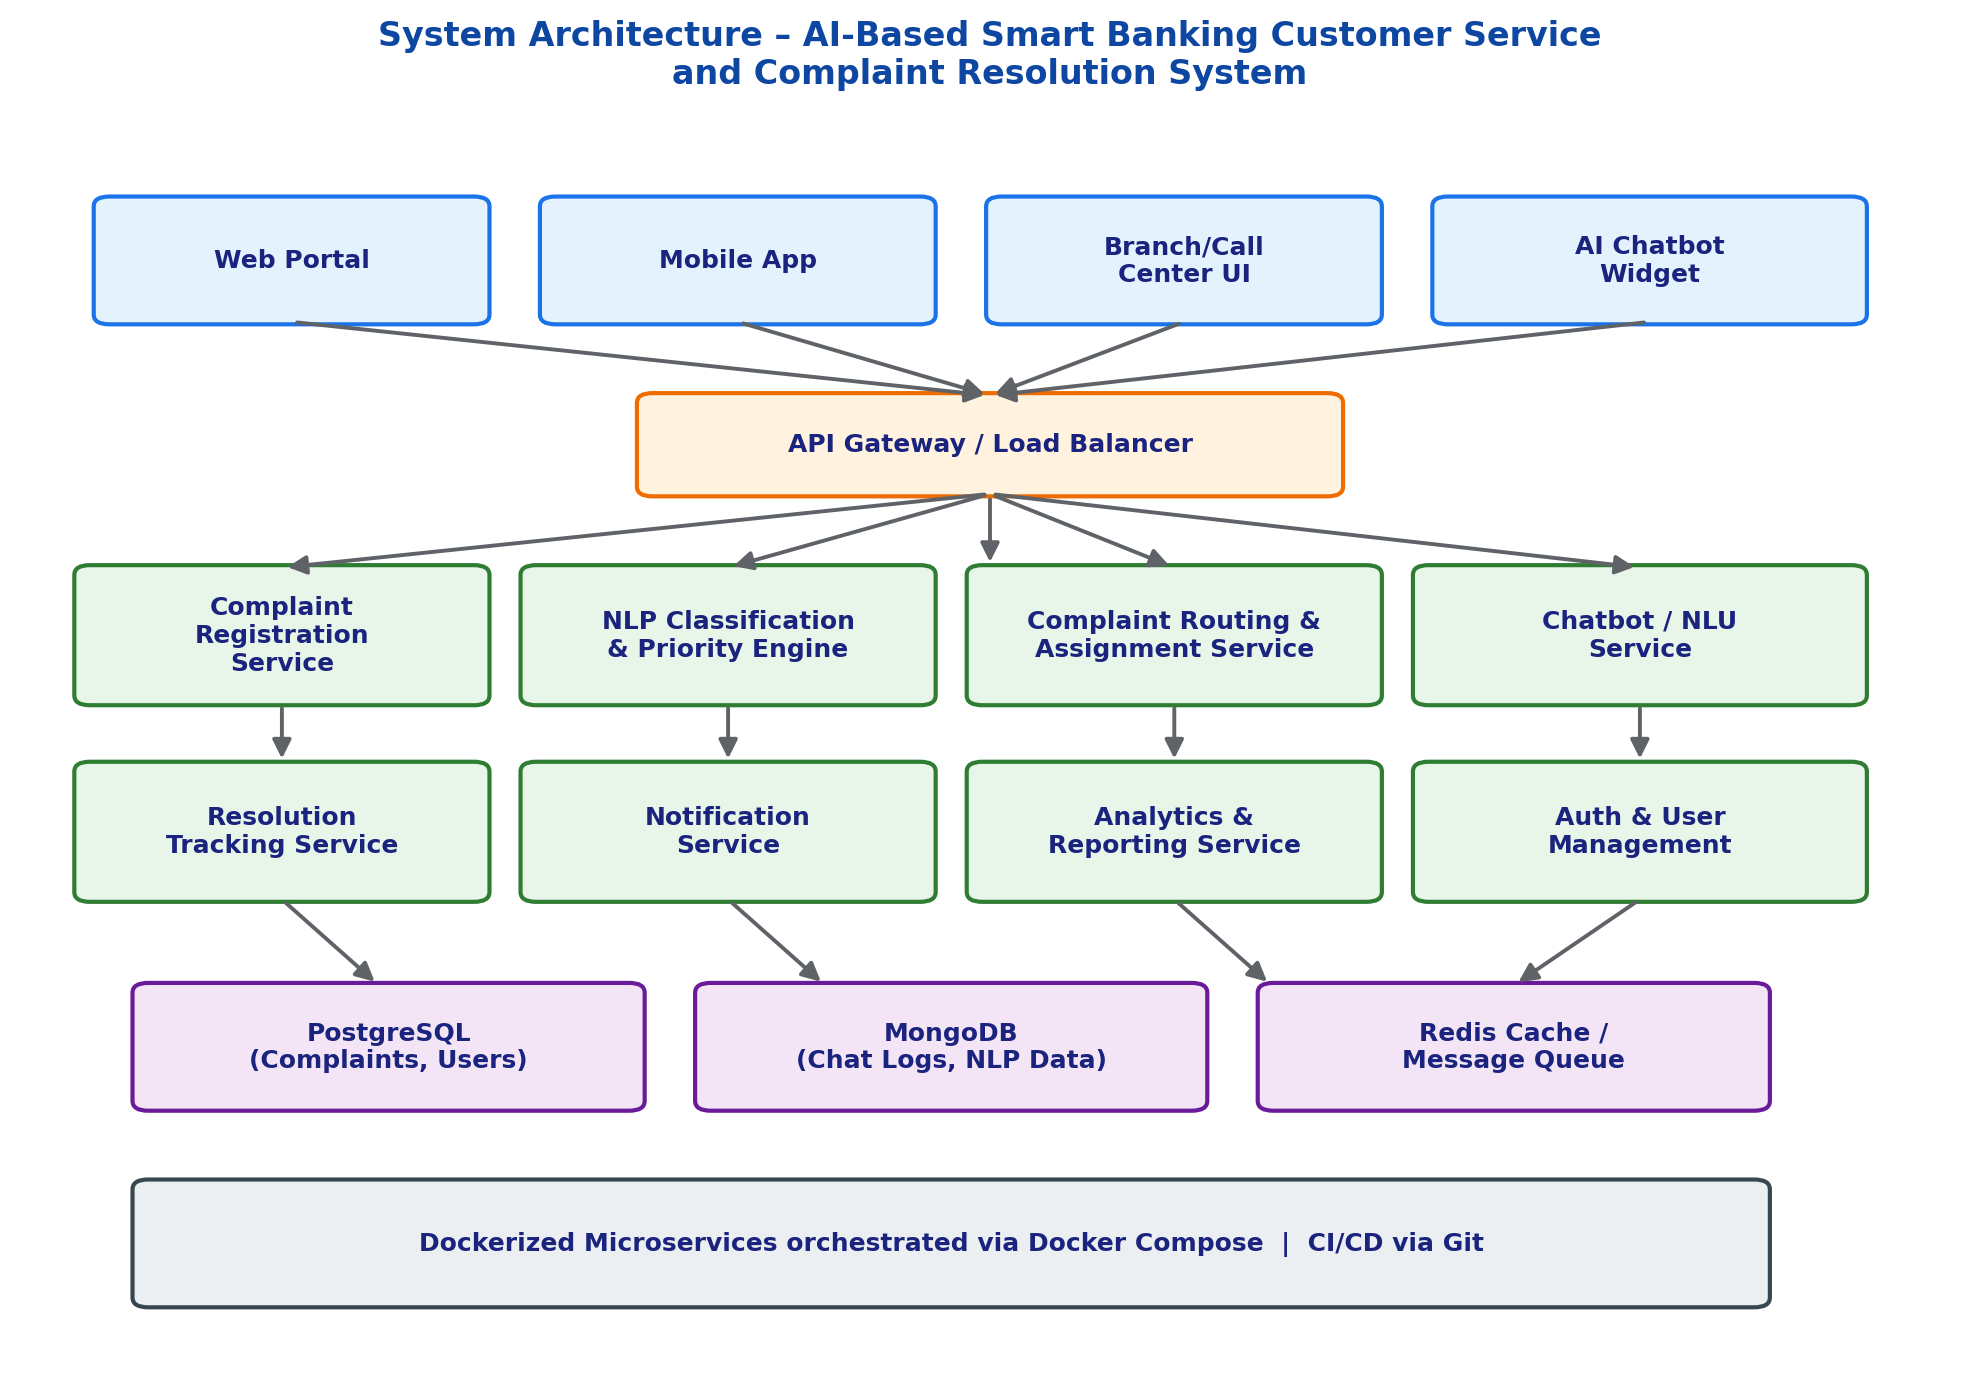 System Architecture – AI-Based Smart Banking Customer Service
and Complaint Resolution System
Web Portal
Mobile App
Branch/Call
Center UI
AI Chatbot
Widget
API Gateway / Load Balancer
Complaint
Registration
Service
NLP Classification
& Priority Engine
Complaint Routing &
Assignment Service
Chatbot / NLU
Service
Resolution
Tracking Service
Notification
Service
Analytics &
Reporting Service
Auth & User
Management
PostgreSQL
(Complaints, Users)
MongoDB
(Chat Logs, NLP Data)
Redis Cache /
Message Queue
Dockerized Microservices orchestrated via Docker Compose | CI/CD via Git